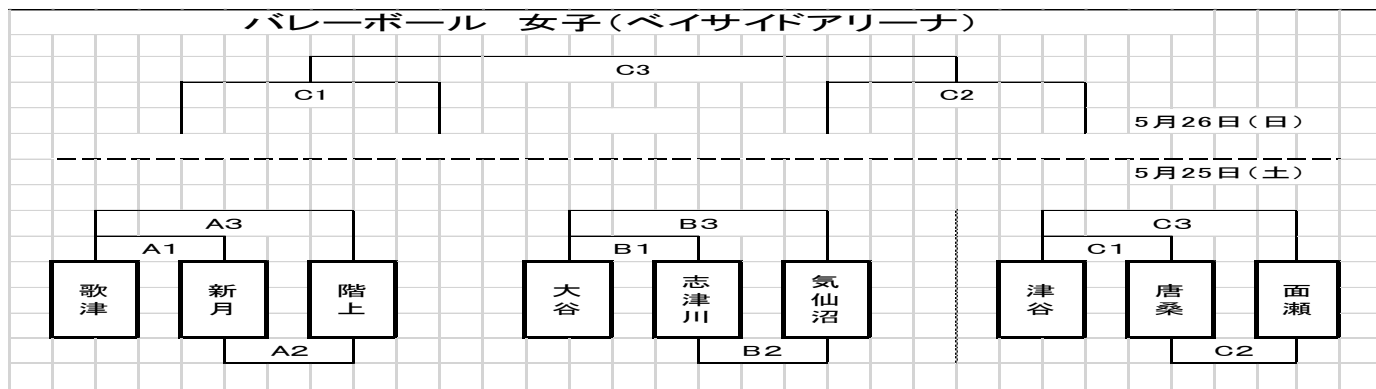 バレーボール 女子(ベイサイドアリーナ)
C3
C1 C2
5月26日(日)
5月25日(土)
A3 B3 C3
A1 B1 C1
歌津 新月 階上 大谷 志津川 気仙沼 津谷 唐桑 面瀬
A2 B2 C2